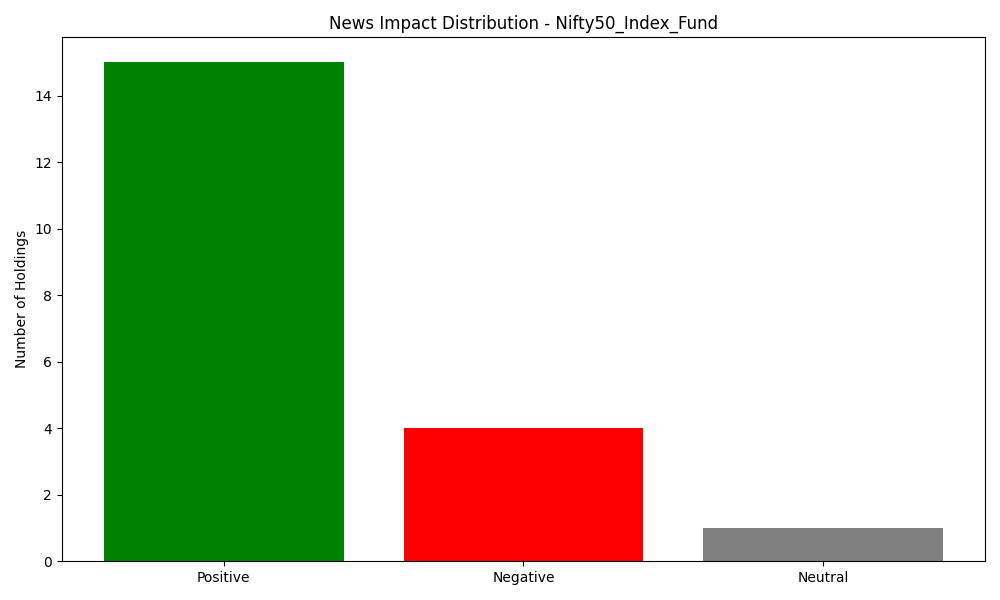 News Impact Distribution - Nifty50_Index_Fund
Number of Holdings
14
12
10
8
6
4
2
0
Positive
Negative
Neutral